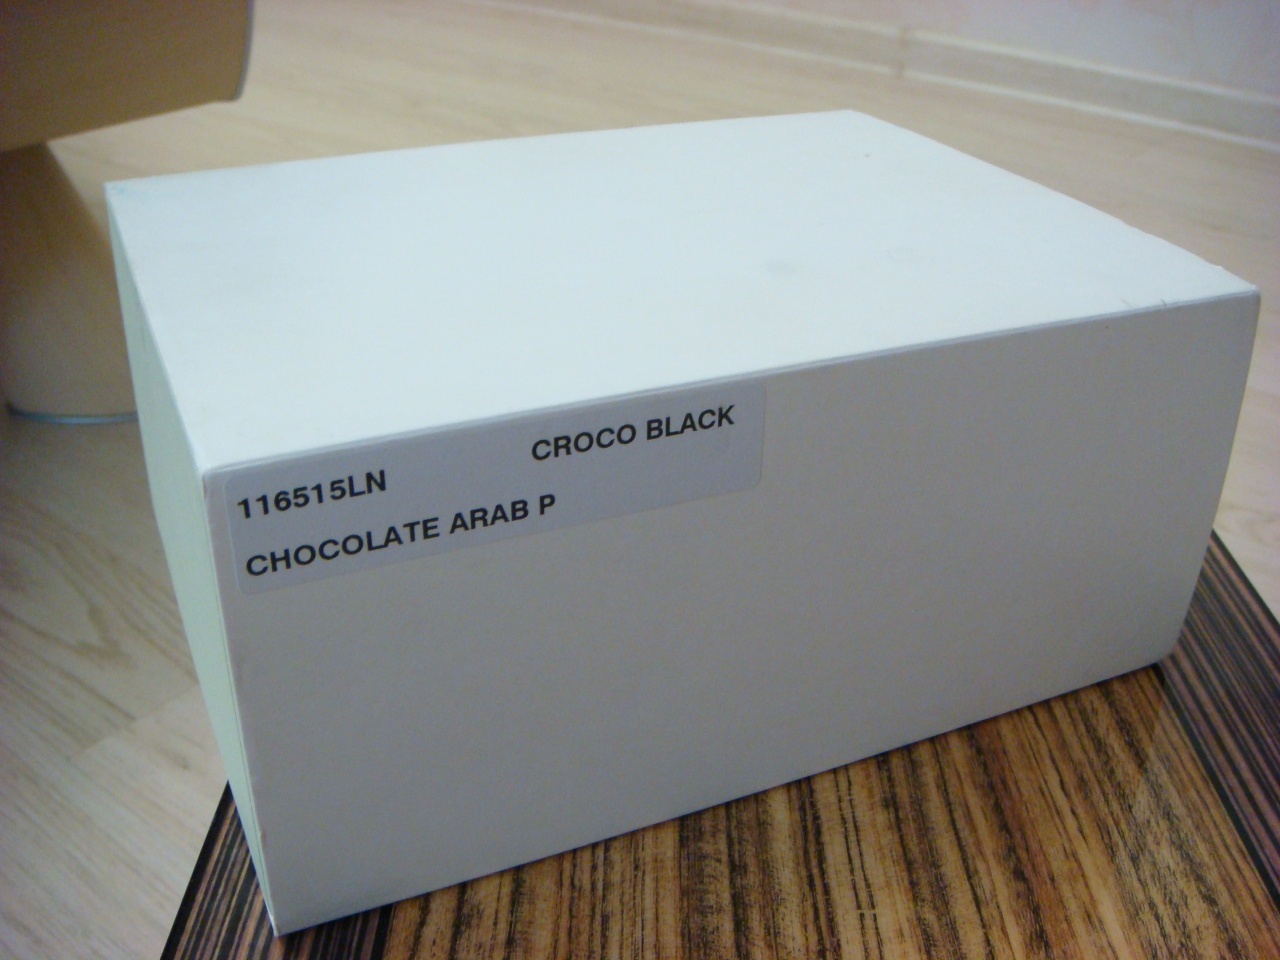 116515LN CROCO BLACK
CHOCOLATE ARAB P